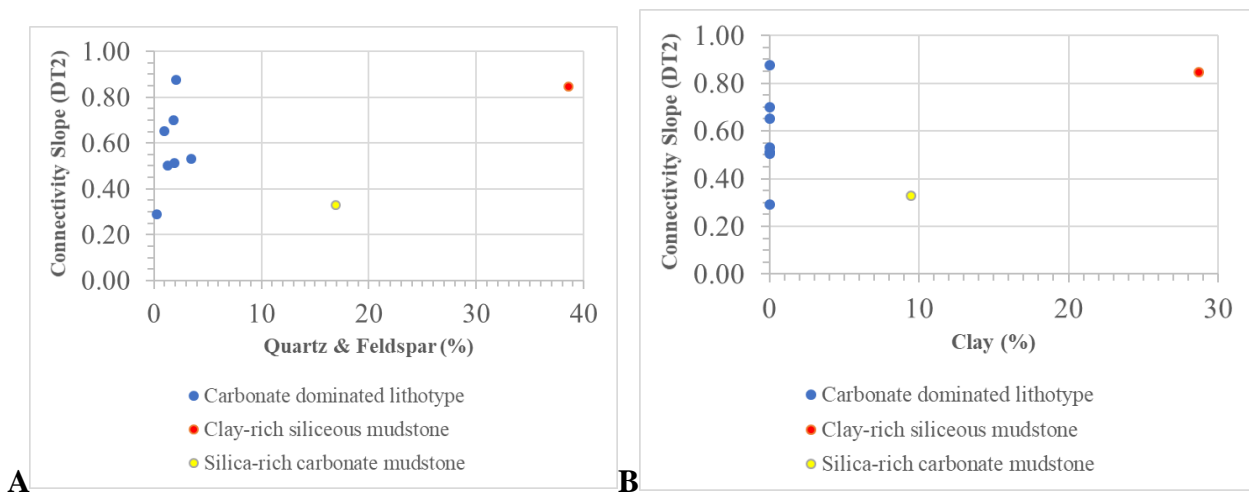 1.00
0.80
0.60
0.40
0.20
0.00
Connectivity Slope (DT2)
0 10 20 30 40
Quartz & Feldspar (%)
Carbonate dominated lithotype
Clay-rich siliceous mudstone
Silica-rich carbonate mudstone
A
1.00
0.80
0.60
0.40
0.20
0.00
Connectivity Slope (DT2)
0 10 20 30
Clay (%)
Carbonate dominated lithotype
Clay-rich siliceous mudstone
Silica-rich carbonate mudstone
B